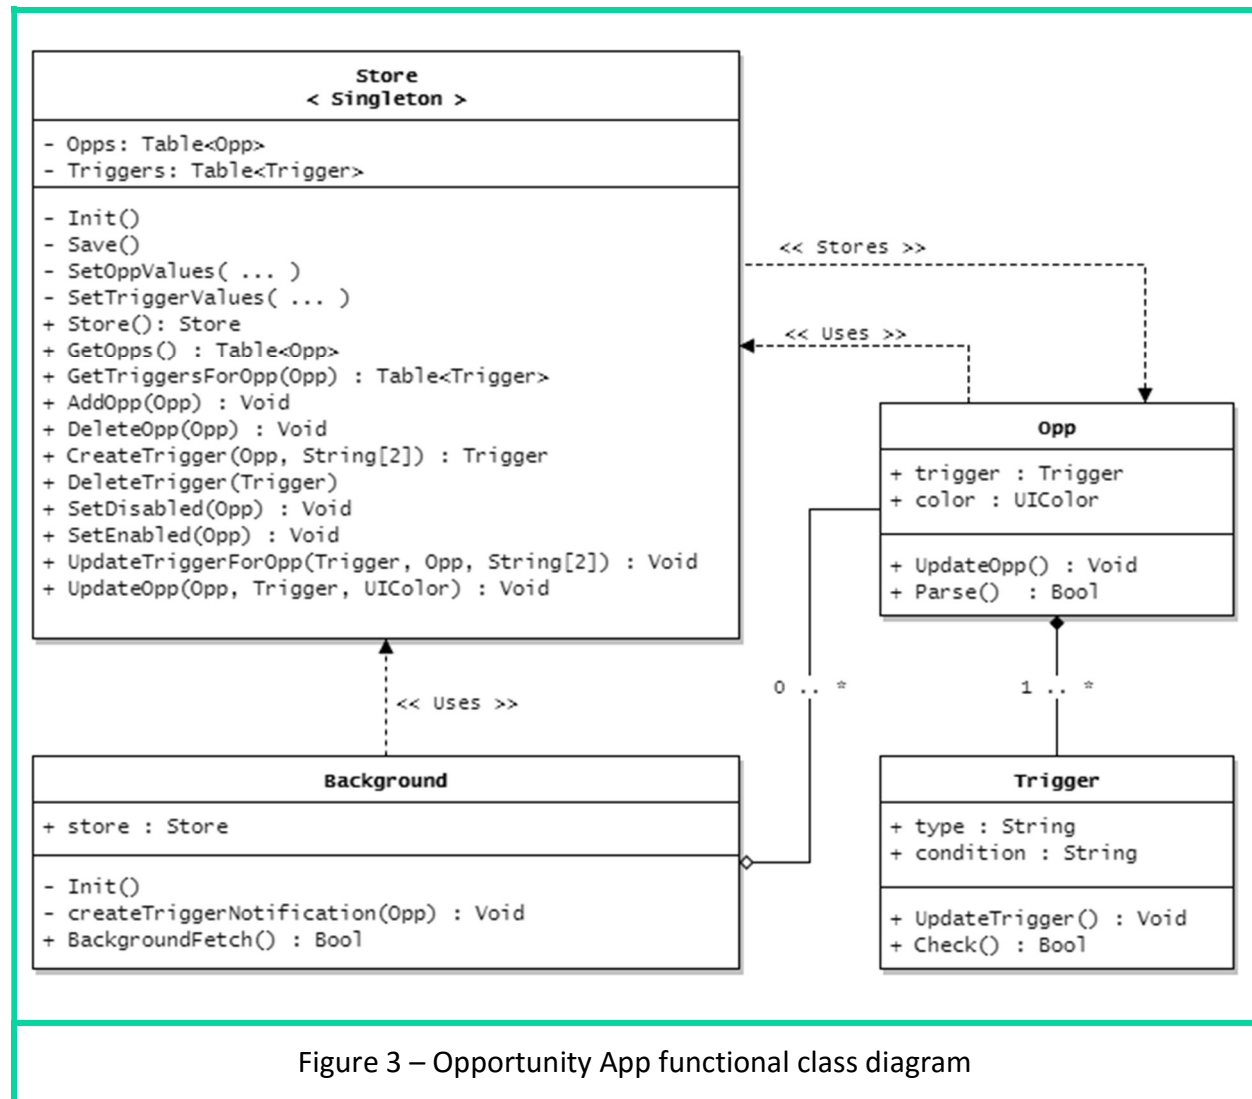 Store
< Singleton >
- Opps: Table<Opp>
- Triggers: Table<Trigger>
- Init()
- Save()
- SetOppValues( ... )
- SetTriggerValues( ... )
+ Store(): Store
+ GetOpps() : Table<Opp>
+ GetTriggersForOpp(Opp) : Table<Trigger>
+ AddOpp(Opp) : Void
+ DeleteOpp(Opp) : Void
+ CreateTrigger(Opp, String[2]) : Trigger
+ DeleteTrigger(Trigger)
+ SetDisabled(Opp) : Void
+ SetEnabled(Opp) : Void
+ UpdateTriggerForOpp(Trigger, Opp, String[2]) : Void
+ UpdateOpp(Opp, Trigger, UIColor) : Void
<< Stores >>
<< Uses >>
Opp
+ trigger : Trigger
+ color : UIColor
+ UpdateOpp() : Void
+ Parse()  : Bool
0 .. *
1 .. *
<< Uses >>
Background
+ store : Store
- Init()
- createTriggerNotification(Opp) : Void
+ BackgroundFetch() : Bool
Trigger
+ type : String
+ condition : String
+ UpdateTrigger() : Void
+ Check() : Bool
Figure 3 – Opportunity App functional class diagram